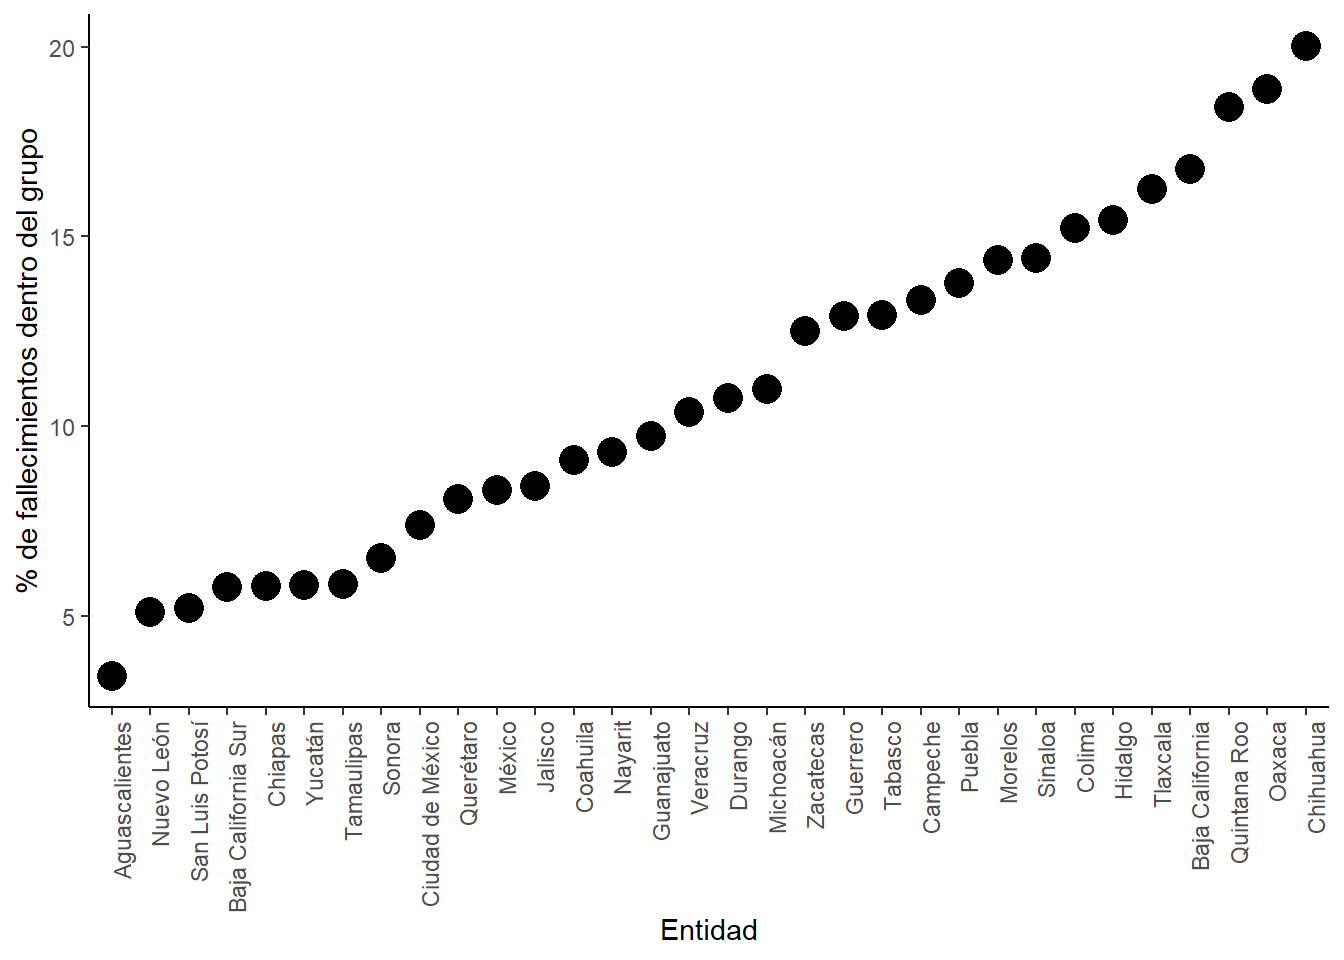 % de fallecimientos dentro del grupo
20
15
10
5
Aguascalientes
Nuevo León
San Luis Potosí
Baja California Sur
Chiapas
Yucatán
Tamaulipas
Sonora
Ciudad de México
Querétaro
México
Jalisco
Coahuila
Nayarit
Guanajuato
Veracruz
Durango
Michoacán
Zacatecas
Guerrero
Tabasco
Campeche
Puebla
Morelos
Sinaloa
Colima
Hidalgo
Tlaxcala
Baja California
Quintana Roo
Oaxaca
Chihuahua
Entidad